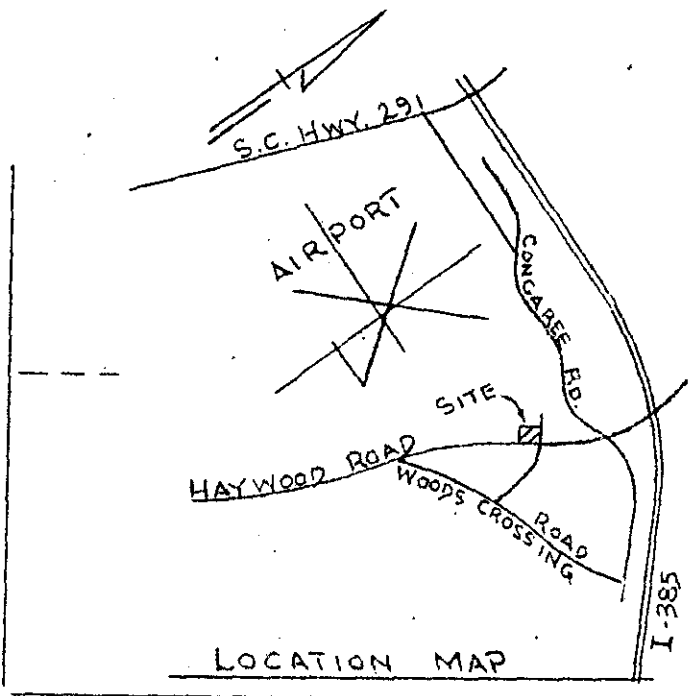 S.C. HWY. 291
AIRPORT
CONGAREE RD.
SITE
HAYWOOD ROAD
WOODS CROSSING ROAD
I-385
LOCATION MAP